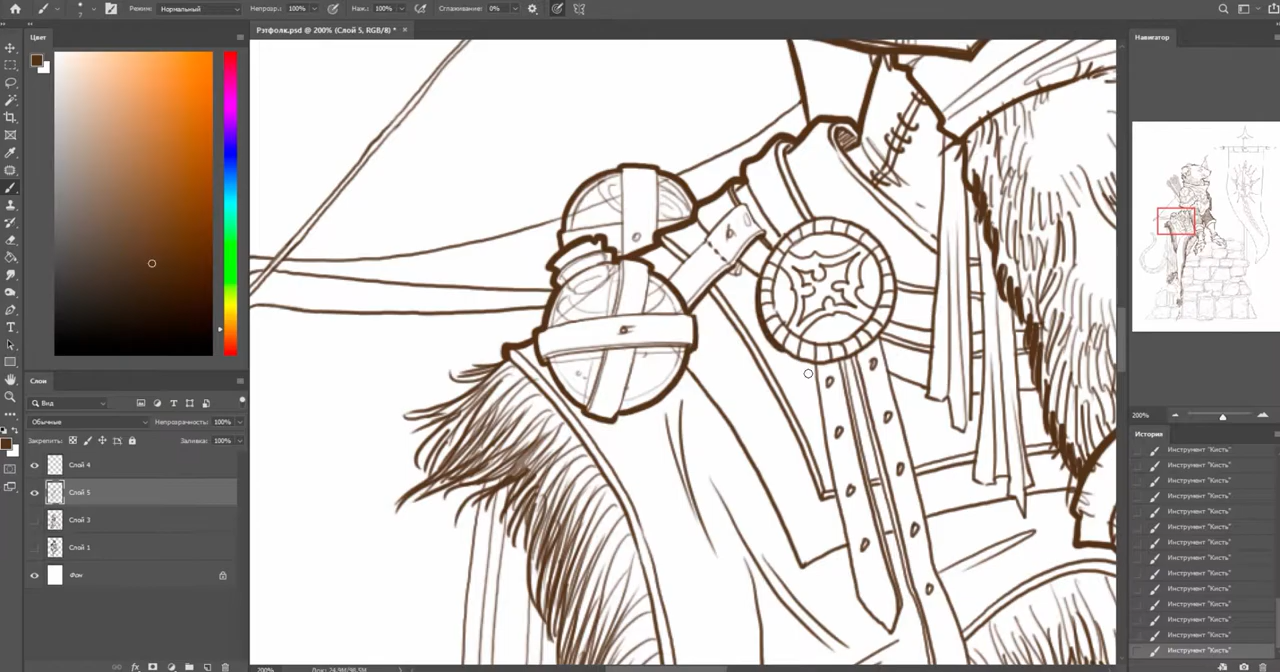 7
Режим:
Нормальный
Непрозр.:
100%
Наж.:
100%
Сглаживание:
0%
Рэтфолк.psd @ 200% (Слой 5, RGB/8) *
Цвет
Навигатор
200%
История
Инструмент "Кисть"
Инструмент "Кисть"
Инструмент "Кисть"
Инструмент "Кисть"
Инструмент "Кисть"
Инструмент "Кисть"
Инструмент "Кисть"
Инструмент "Кисть"
Инструмент "Кисть"
Инструмент "Кисть"
Инструмент "Кисть"
Инструмент "Кисть"
Инструмент "Кисть"
Инструмент "Кисть"
Слои
Вид
Обычные
Непрозрачность:
100%
Закрепить:
Заливка:
100%
Слой 4
Слой 5
Слой 3
Слой 1
Фон
fx
200%